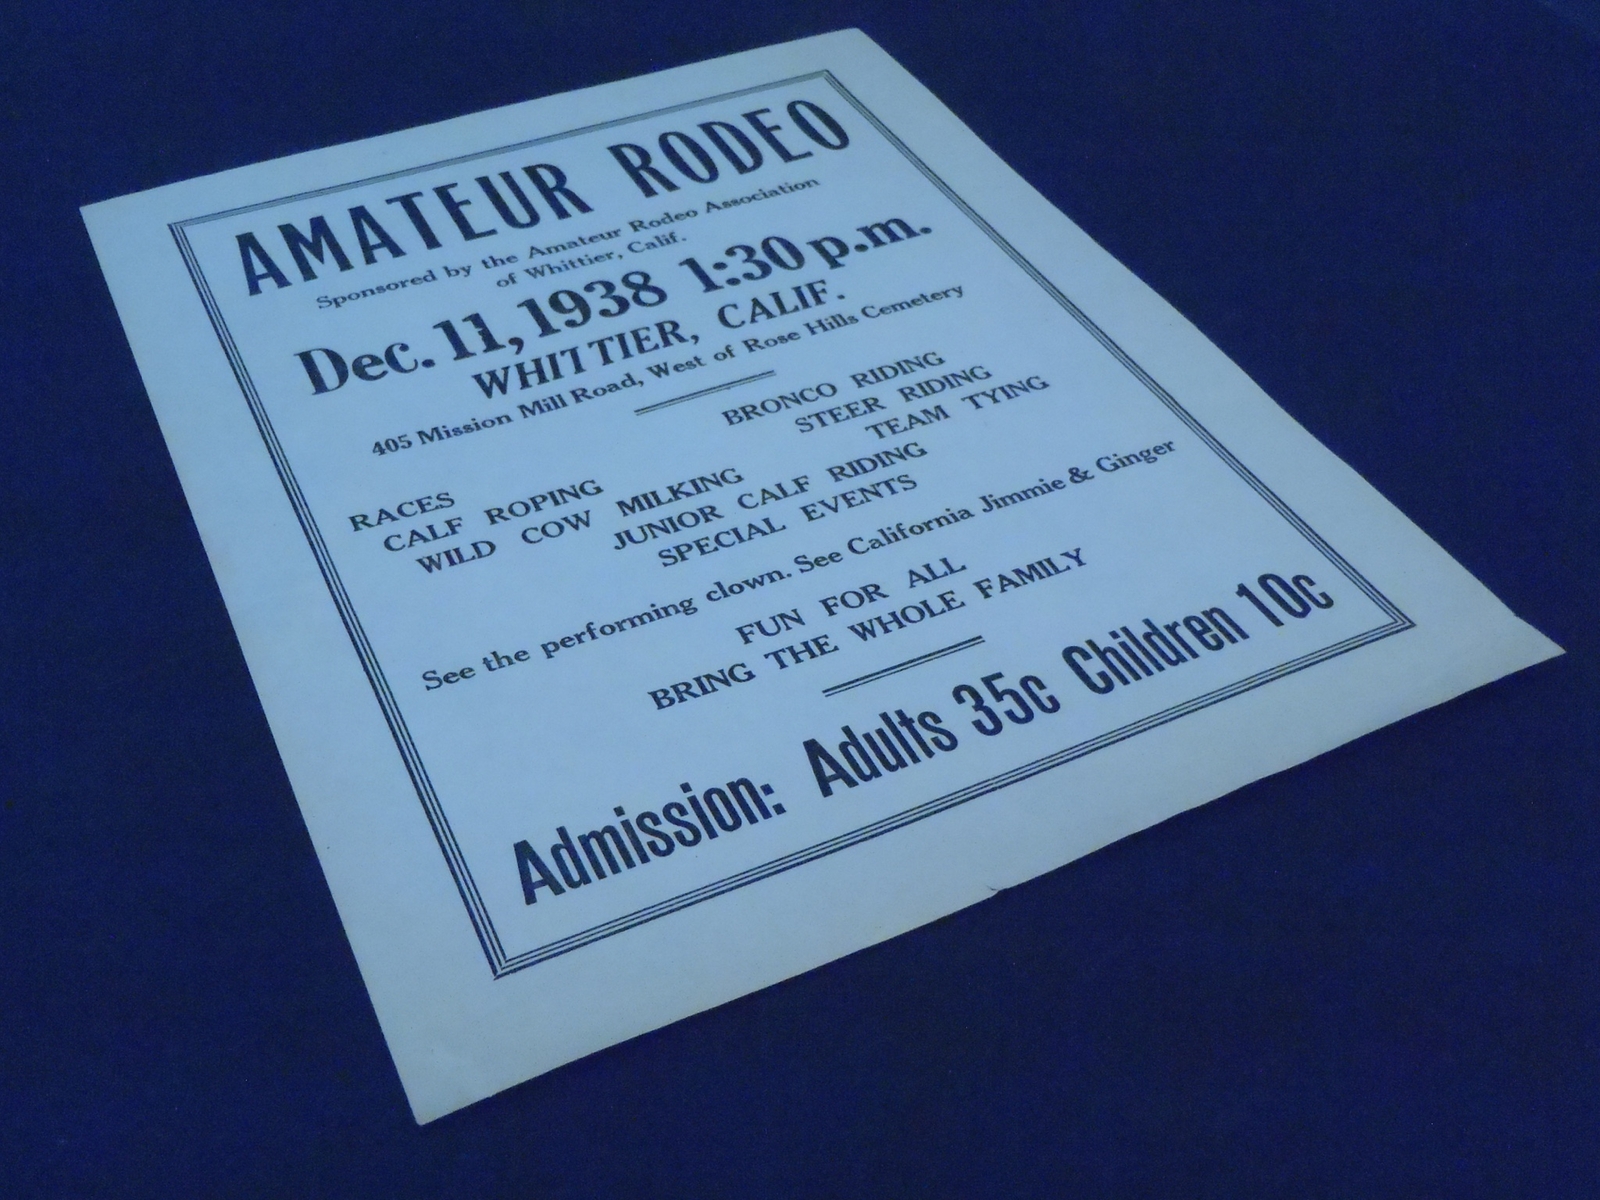 AMATEUR RODEO
Sponsored by the Amateur Rodeo Association
of Whittier, Calif.
Dec. 11, 1938 1:30 p.m.
WHITTIER, CALIF.
405 Mission Mill Road, West of Rose Hills Cemetery
RACES BRONCO RIDING
CALF ROPING STEER RIDING
WILD COW MILKING TEAM TYING
JUNIOR CALF RIDING
SPECIAL EVENTS
See the performing clown. See California Jimmie & Ginger
FUN FOR ALL
BRING THE WHOLE FAMILY
Admission: Adults 35c Children 10c